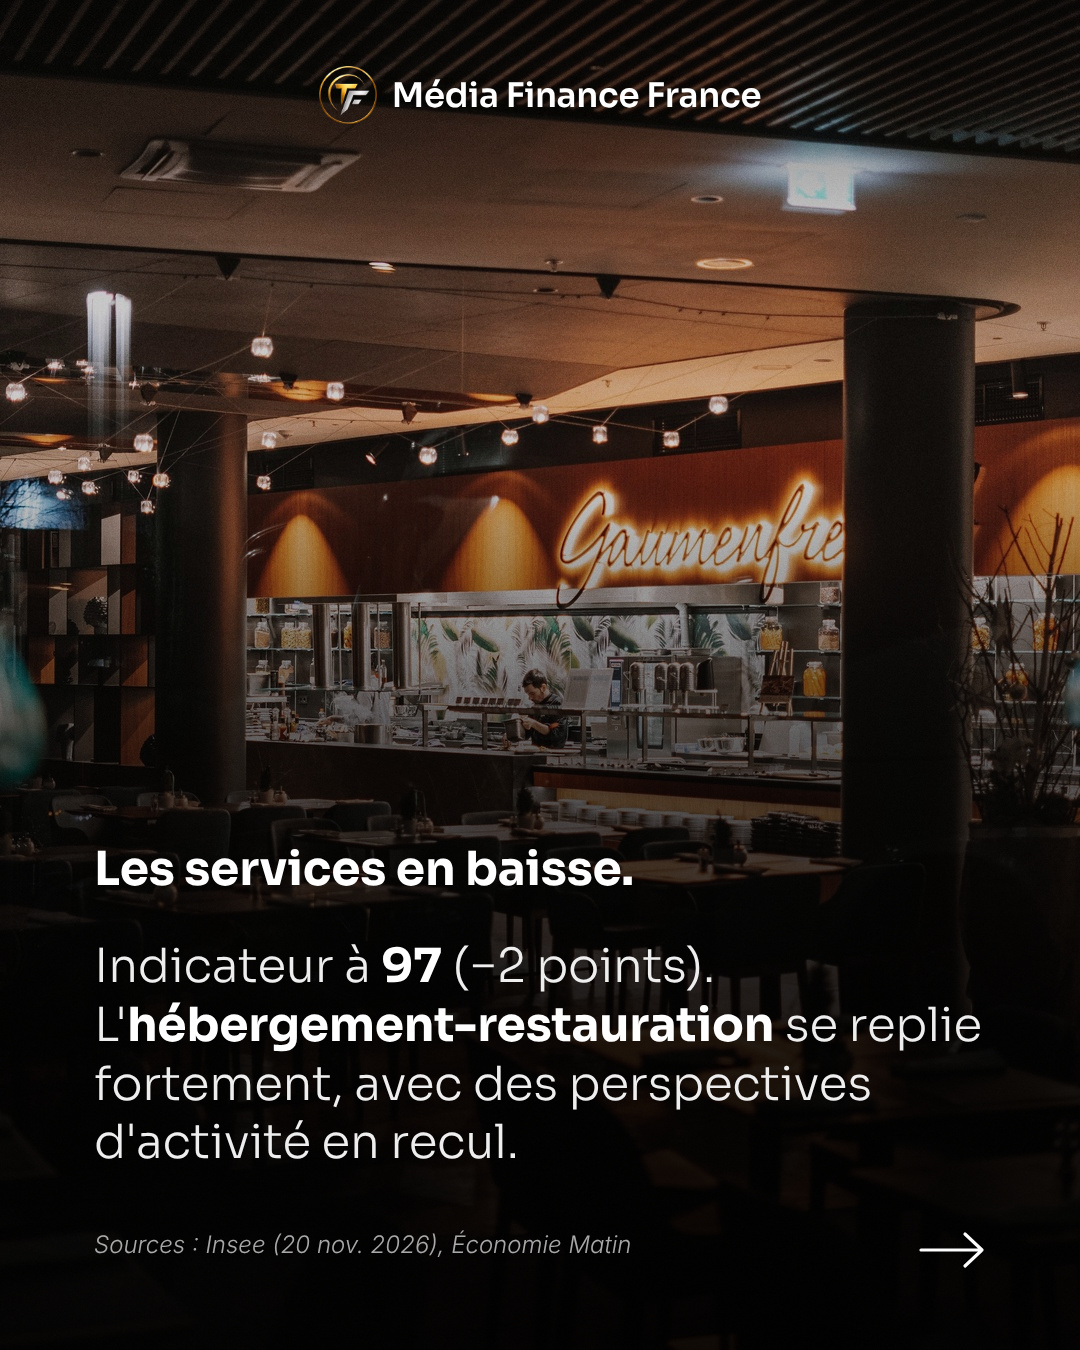 Média Finance France
Gaumenfre
Les services en baisse.
Indicateur à 97 (−2 points).
L'hébergement-restauration se replie
fortement, avec des perspectives
d'activité en recul.
Sources : Insee (20 nov. 2026), Économie Matin